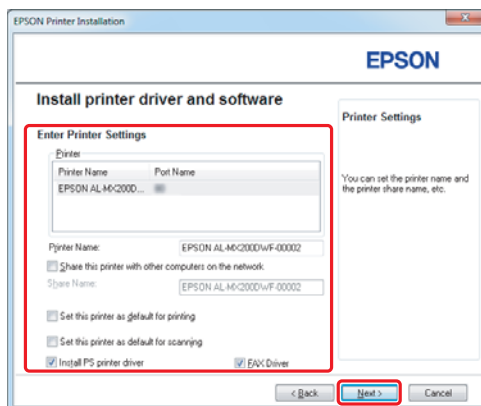 EPSON Printer Installation
EPSON
Install printer driver and software
Enter Printer Settings
Printer
Printer Name Port Name
EPSON AL-MX200D...
Printer Name: EPSON AL-MX200DWF-00002
Share this printer with other computers on the network
Share Name: EPSON AL-MX200DWF-00002
Set this printer as default for printing
Set this printer as default for scanning
Install PS printer driver FAX Driver
Printer Settings
You can set the printer name and
the printer share name, etc.
< Back Next > Cancel